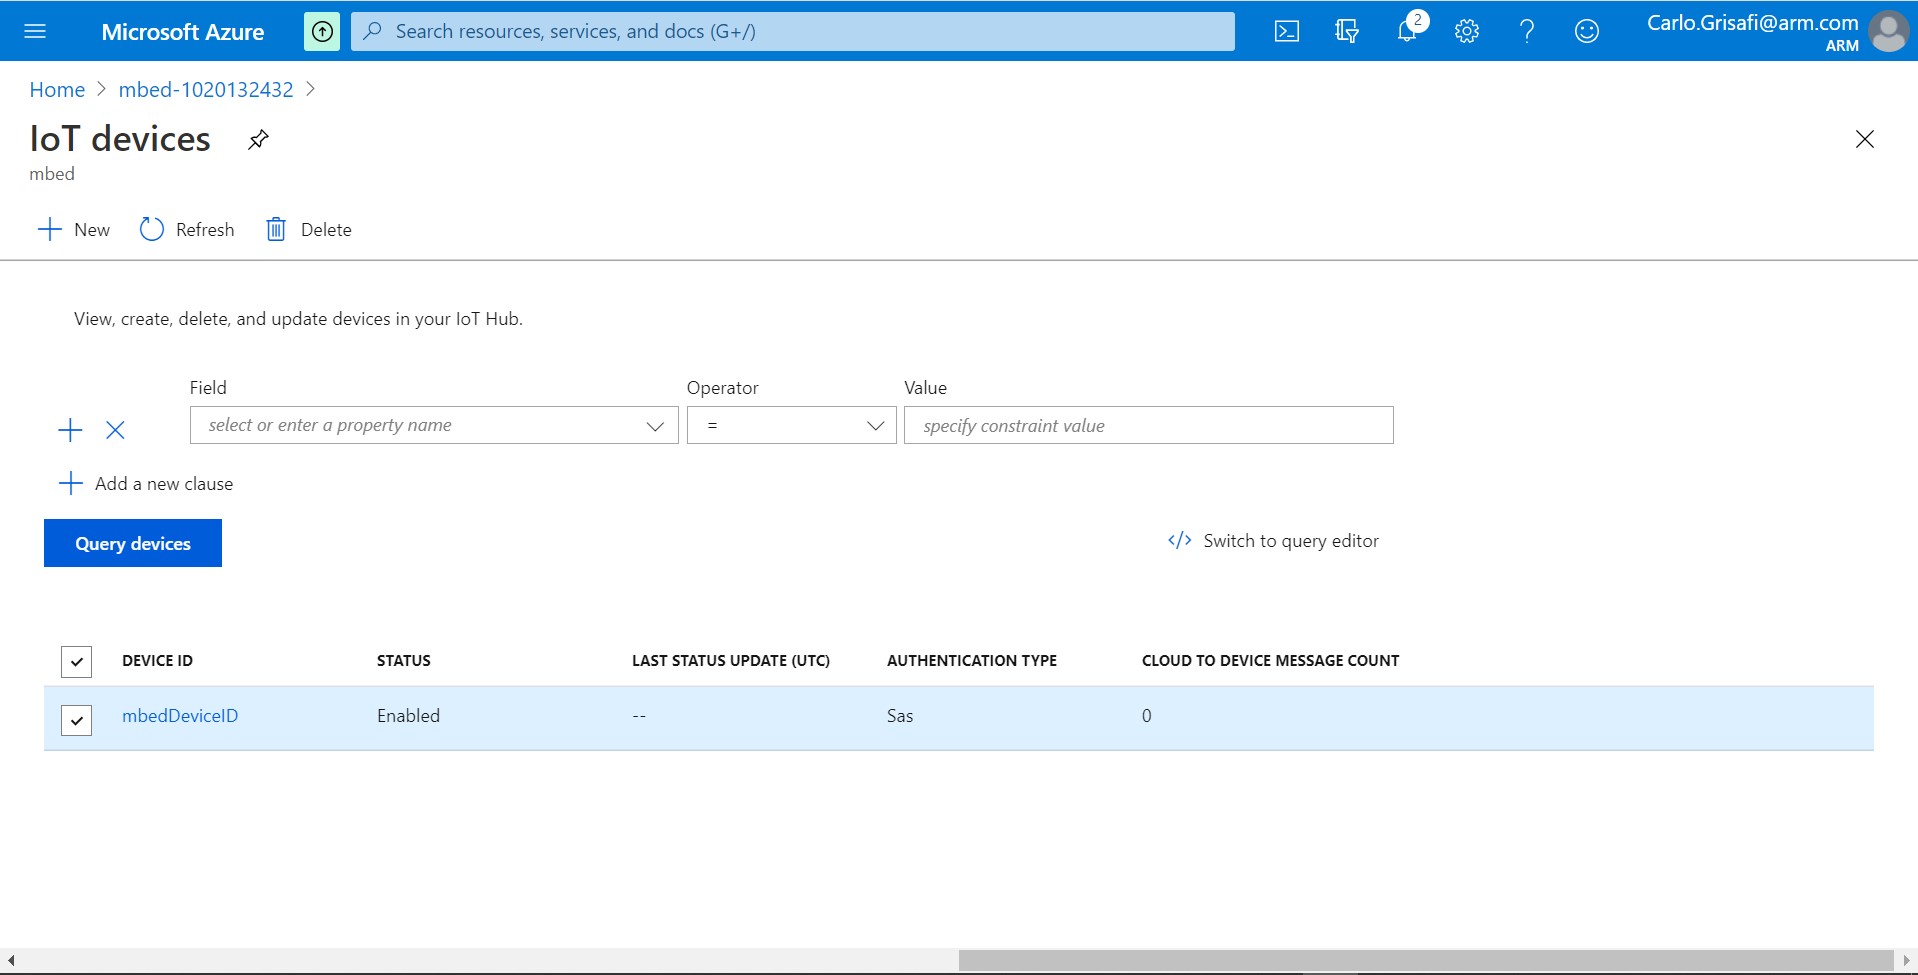 Microsoft Azure
Search resources, services, and docs (G+/)
2
Carlo.Grisafi@arm.com
ARM
Home > mbed-1020132432 >
IoT devices
mbed
New Refresh Delete
View, create, delete, and update devices in your IoT Hub.
Field Operator Value
select or enter a property name = specify constraint value
Add a new clause
Query devices </> Switch to query editor
DEVICE ID STATUS LAST STATUS UPDATE (UTC) AUTHENTICATION TYPE CLOUD TO DEVICE MESSAGE COUNT
mbedDeviceID Enabled -- Sas 0